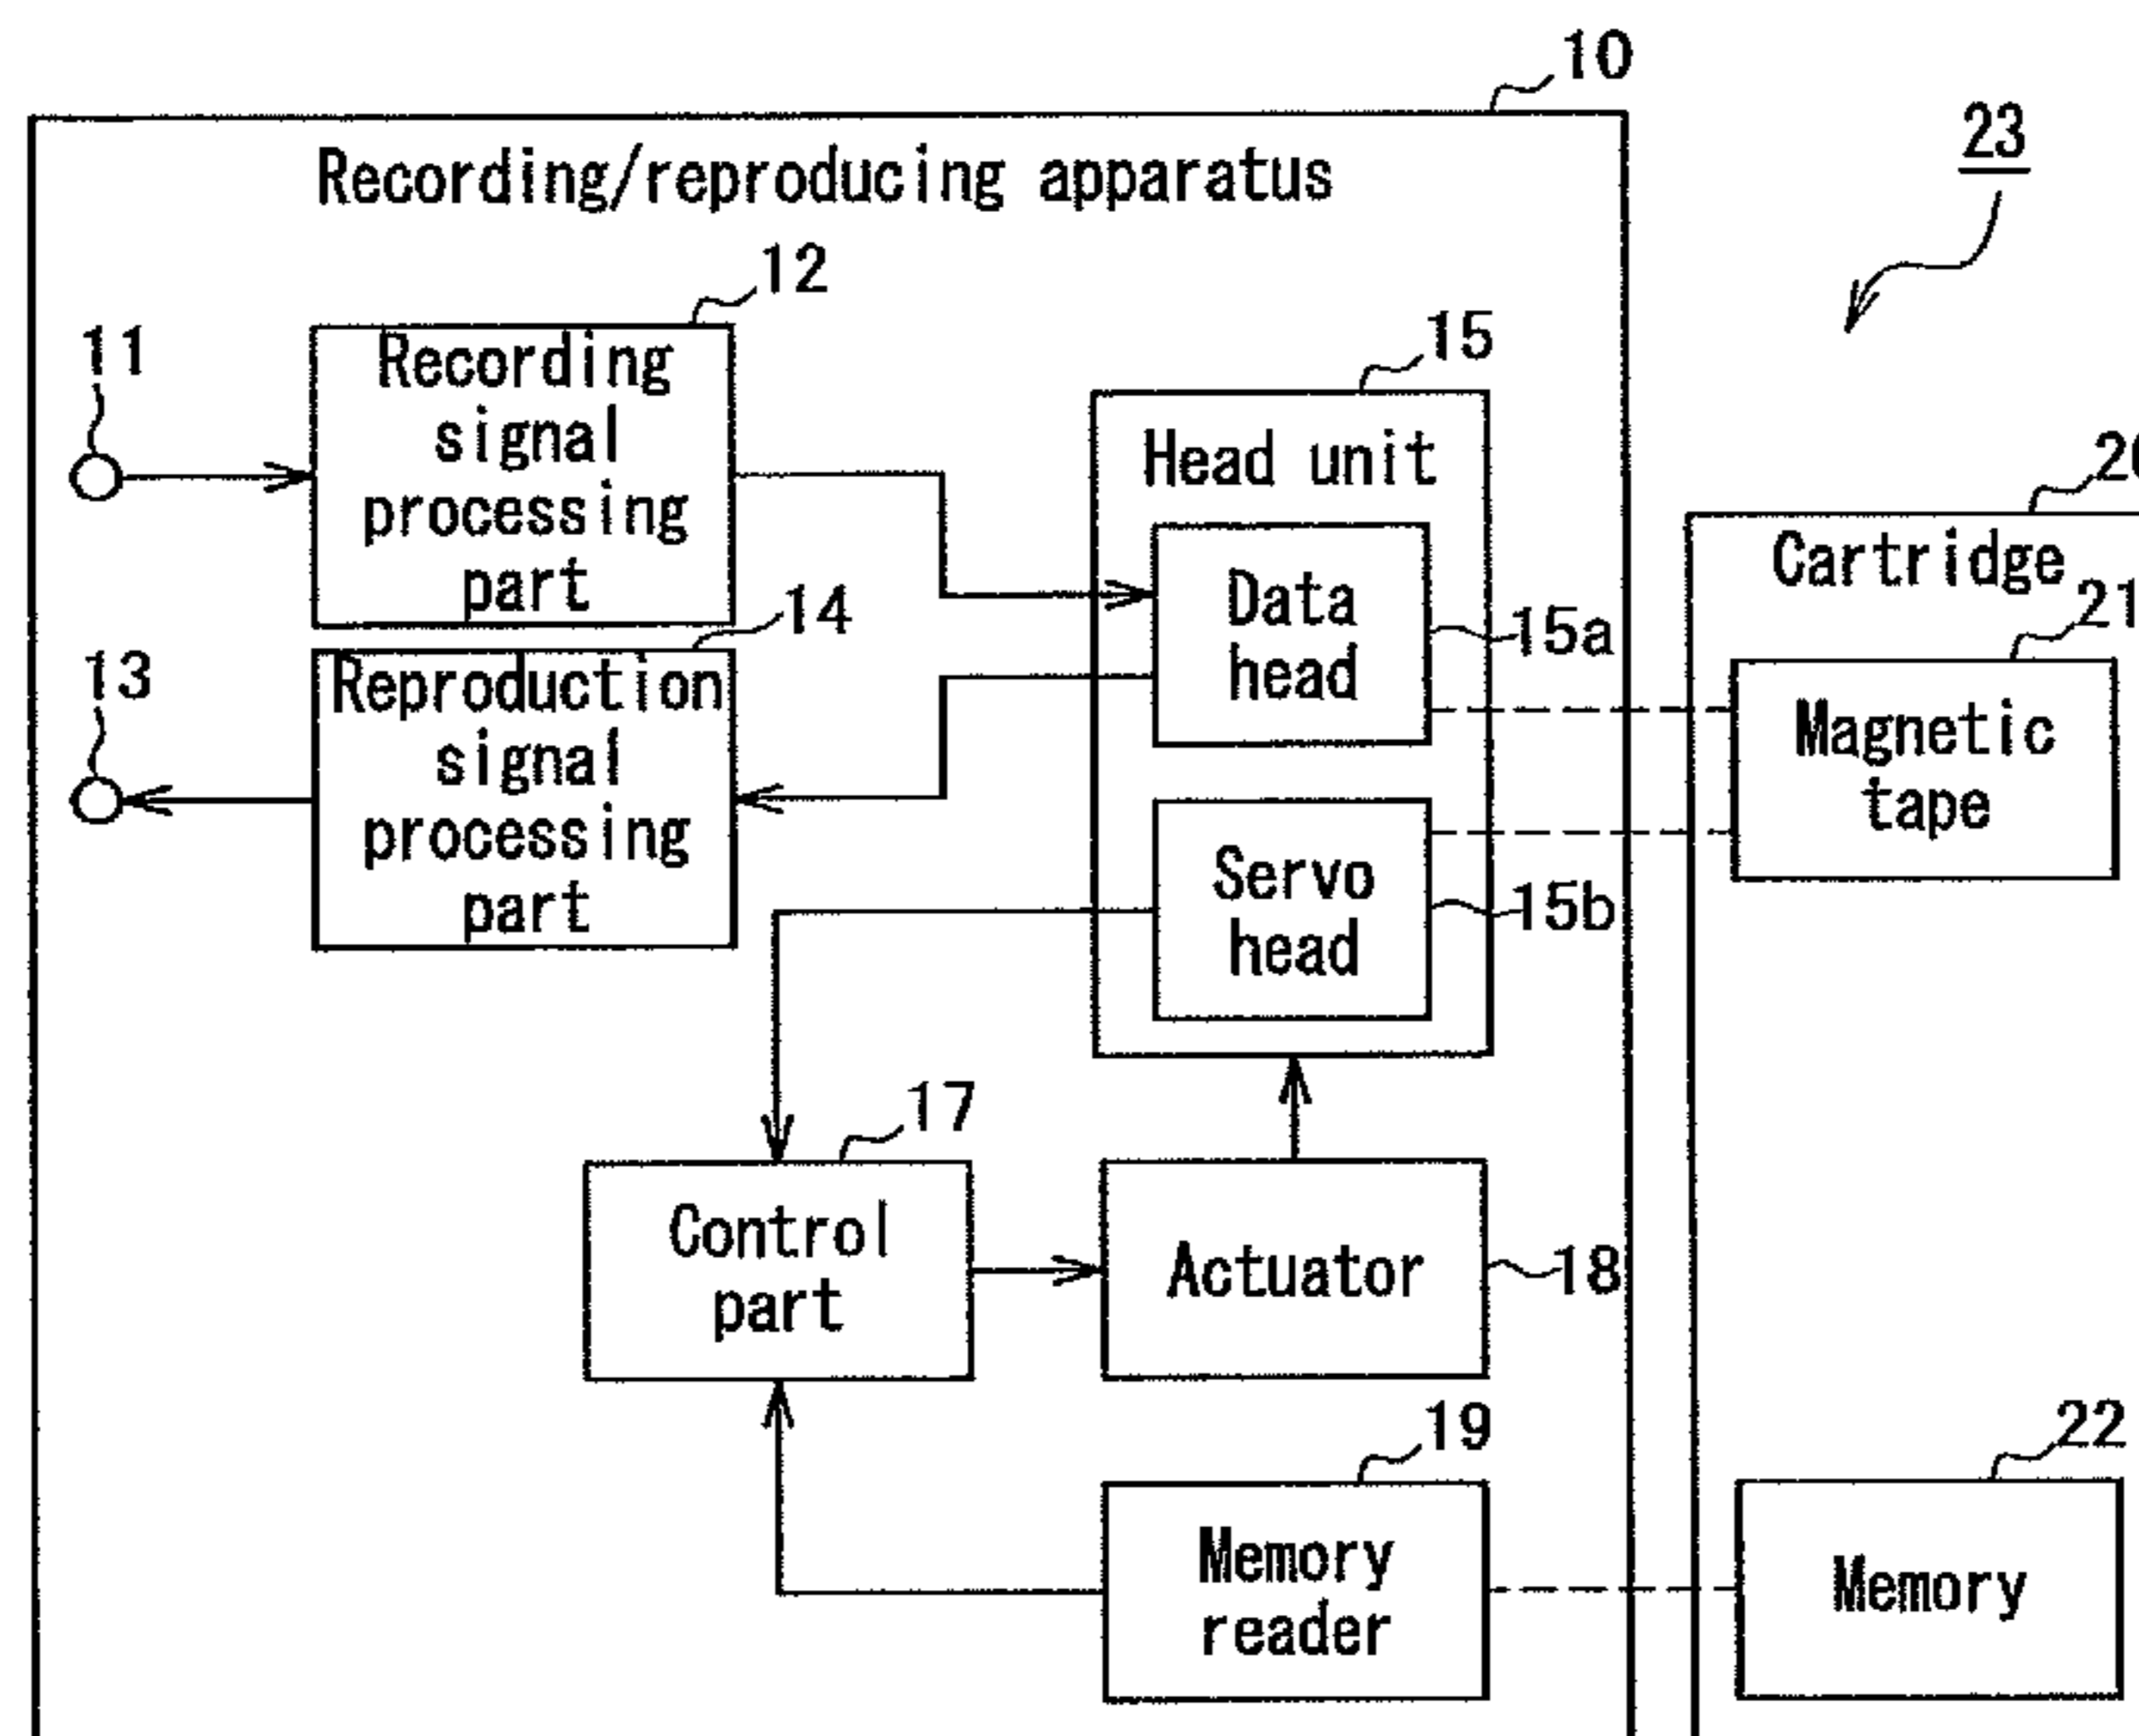 10
23
Recording/reproducing apparatus
12
11
Recording
signal
processing
part
15
Head unit
Data
head
15a
20
Cartridge
21
Magnetic
tape
14
13
Reproduction
signal
processing
part
Servo
head
15b
17
Control
part
Actuator
18
19
Memory
reader
22
Memory